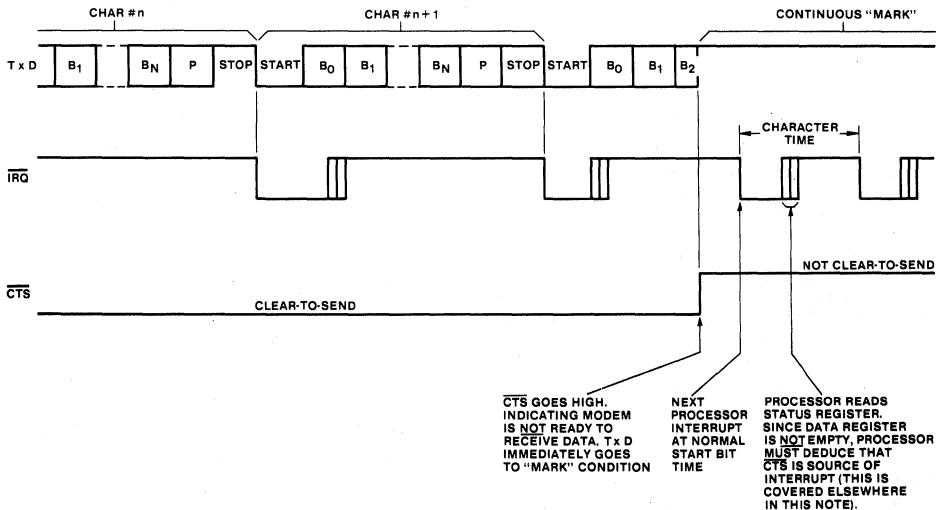 CHAR #n
CHAR #n+1
CONTINUOUS "MARK"
TxD
B1
BN
P
STOP
START
B0
B1
BN
P
STOP
START
B0
B1
B2
CHARACTER
TIME
IRQ
NOT CLEAR-TO-SEND
CTS
CLEAR-TO-SEND
CTS GOES HIGH.
INDICATING MODEM
IS NOT READY TO
RECEIVE DATA. TxD
IMMEDIATELY GOES
TO "MARK" CONDITION
NEXT
PROCESSOR
INTERRUPT
AT NORMAL
START BIT
TIME
PROCESSOR READS
STATUS REGISTER.
SINCE DATA REGISTER
IS NOT EMPTY, PROCESSOR
MUST DEDUCE THAT
CTS IS SOURCE OF
INTERRUPT (THIS IS
COVERED ELSEWHERE
IN THIS NOTE).